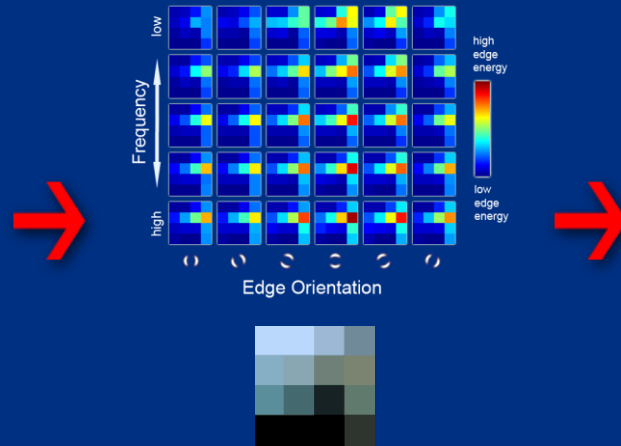 low
Frequency
high
high
edge
energy
low
edge
energy
Edge Orientation